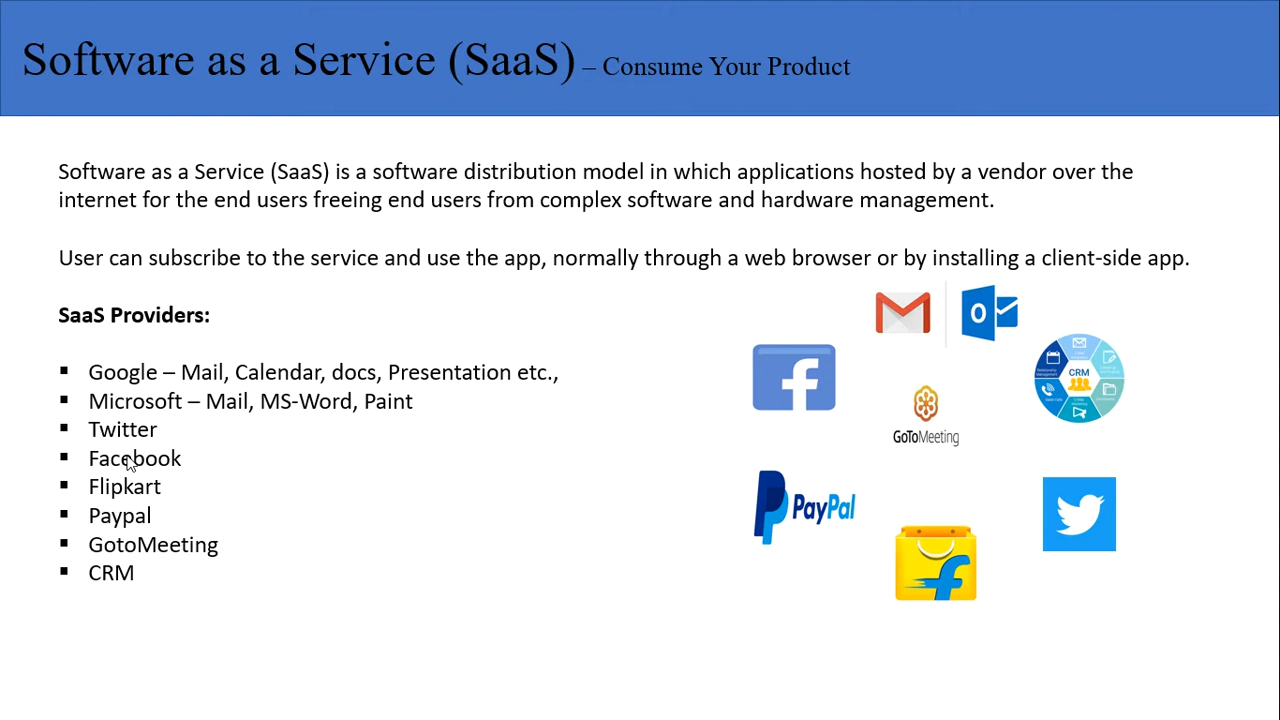 Software as a Service (SaaS) – Consume Your Product
Software as a Service (SaaS) is a software distribution model in which applications hosted by a vendor over the
internet for the end users freeing end users from complex software and hardware management.
User can subscribe to the service and use the app, normally through a web browser or by installing a client-side app.
SaaS Providers:
▪ Google – Mail, Calendar, docs, Presentation etc.,
▪ Microsoft – Mail, MS-Word, Paint
▪ Twitter
▪ Facebook
▪ Flipkart
▪ Paypal
▪ GotoMeeting
▪ CRM
CRM
GoToMeeting
PayPal